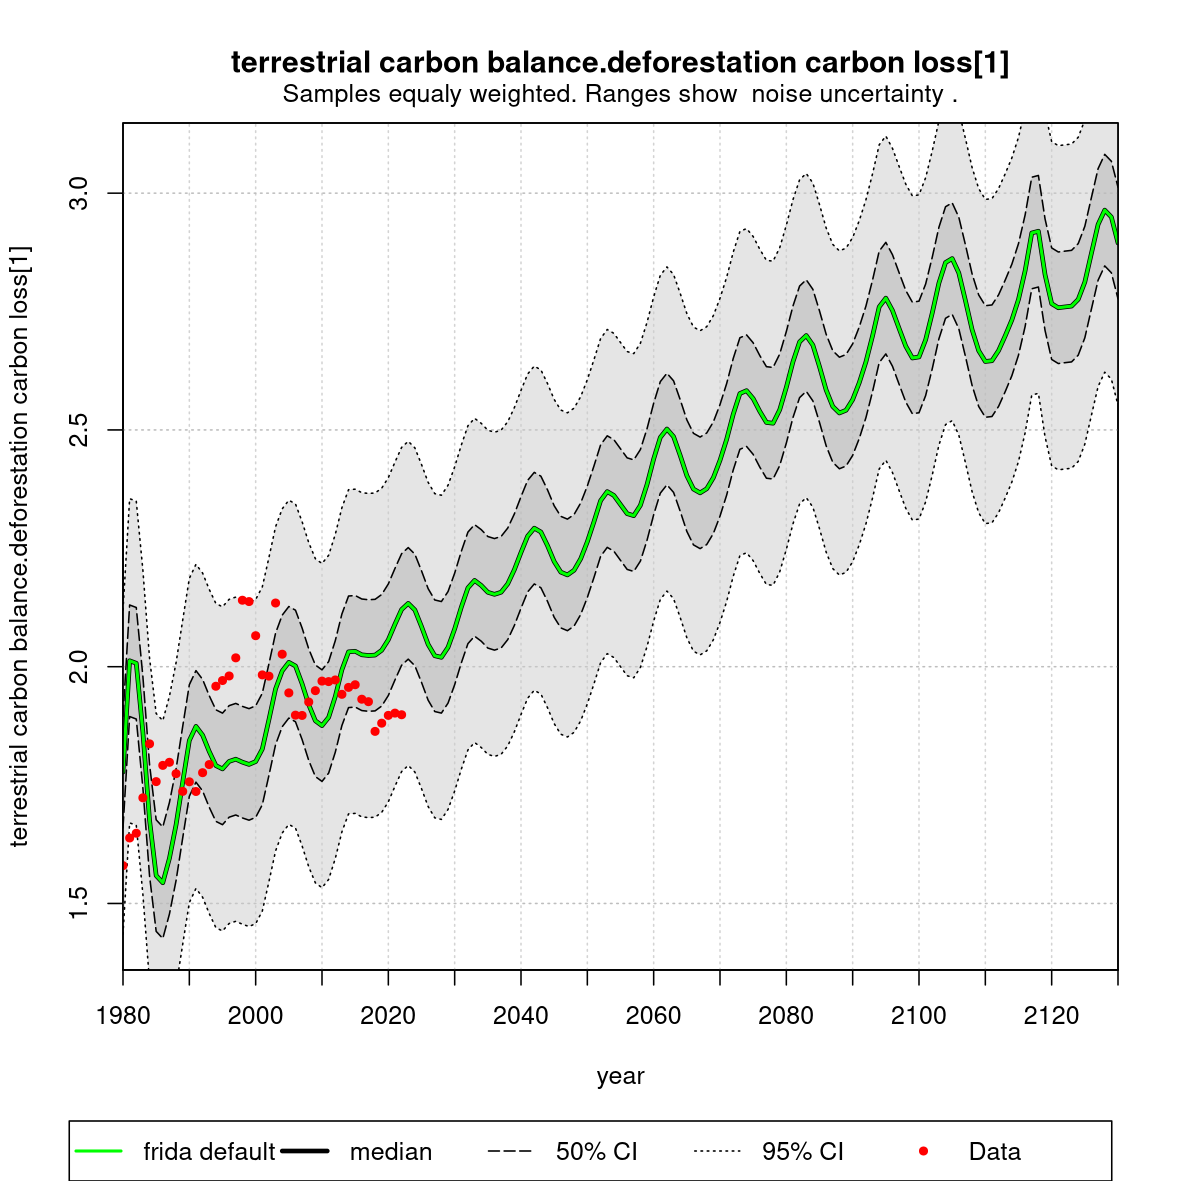 terrestrial carbon balance.deforestation carbon loss[1]
Samples equaly weighted. Ranges show  noise uncertainty .
terrestrial carbon balance.deforestation carbon loss[1]
3.0
2.5
2.0
1.5
1980 2000 2020 2040 2060 2080 2100 2120
year
frida default median 50% CI 95% CI Data